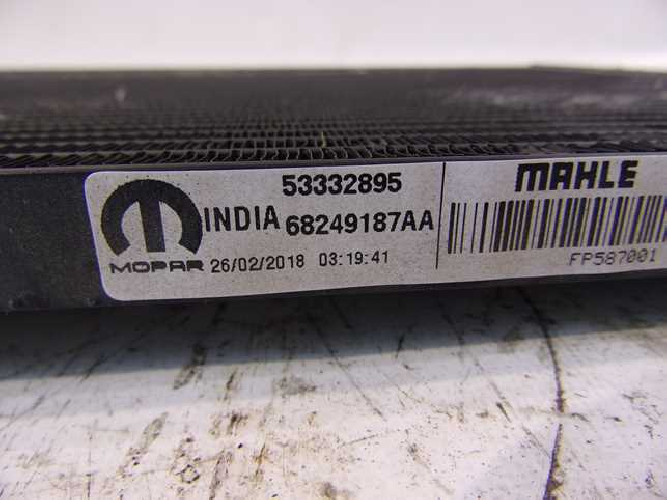 53332895
INDIA 68249187AA
MOPAR 26/02/2018 03:19:41
MAHLE
FP587001